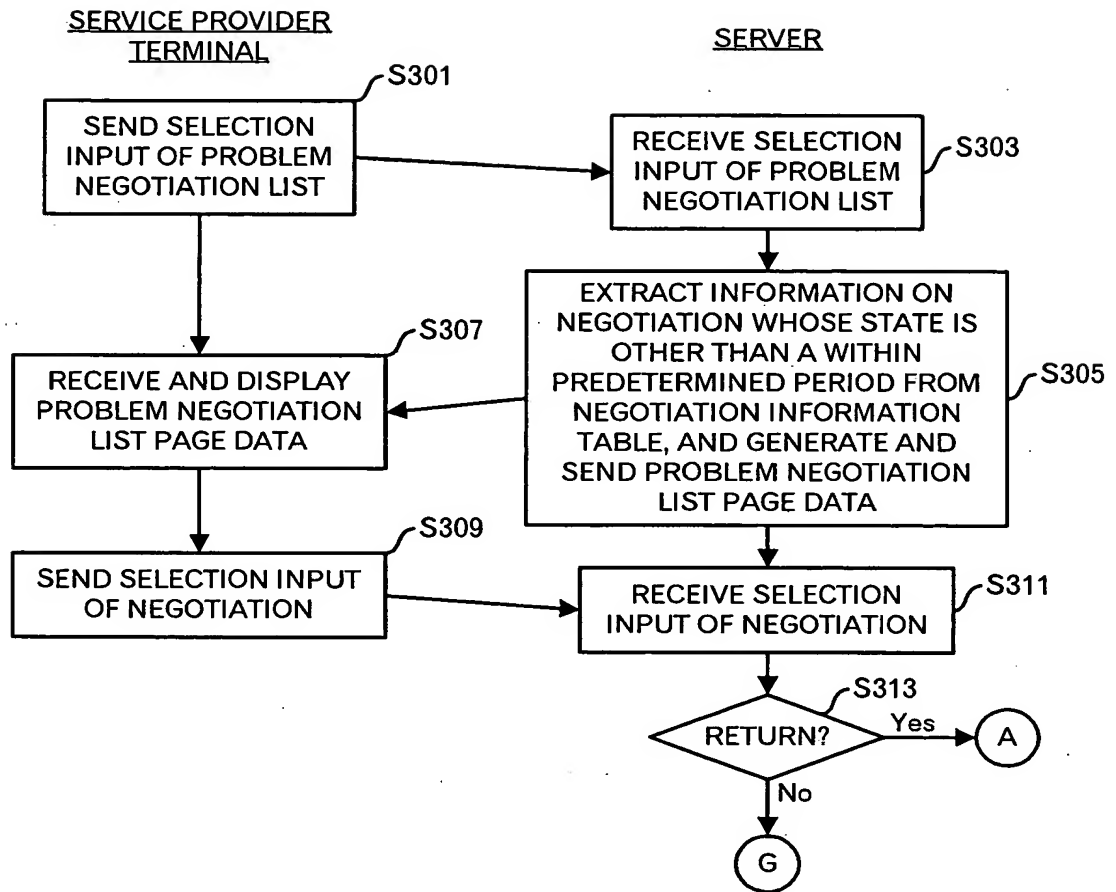 SERVICE PROVIDER
TERMINAL
SERVER
S301
SEND SELECTION
INPUT OF PROBLEM
NEGOTIATION LIST
S303
RECEIVE SELECTION
INPUT OF PROBLEM
NEGOTIATION LIST
S305
EXTRACT INFORMATION ON
NEGOTIATION WHOSE STATE IS
OTHER THAN A WITHIN
PREDETERMINED PERIOD FROM
NEGOTIATION INFORMATION
TABLE, AND GENERATE AND
SEND PROBLEM NEGOTIATION
LIST PAGE DATA
S307
RECEIVE AND DISPLAY
PROBLEM NEGOTIATION
LIST PAGE DATA
S309
SEND SELECTION INPUT
OF NEGOTIATION
S311
RECEIVE SELECTION
INPUT OF NEGOTIATION
S313
RETURN?
Yes
A
No
G